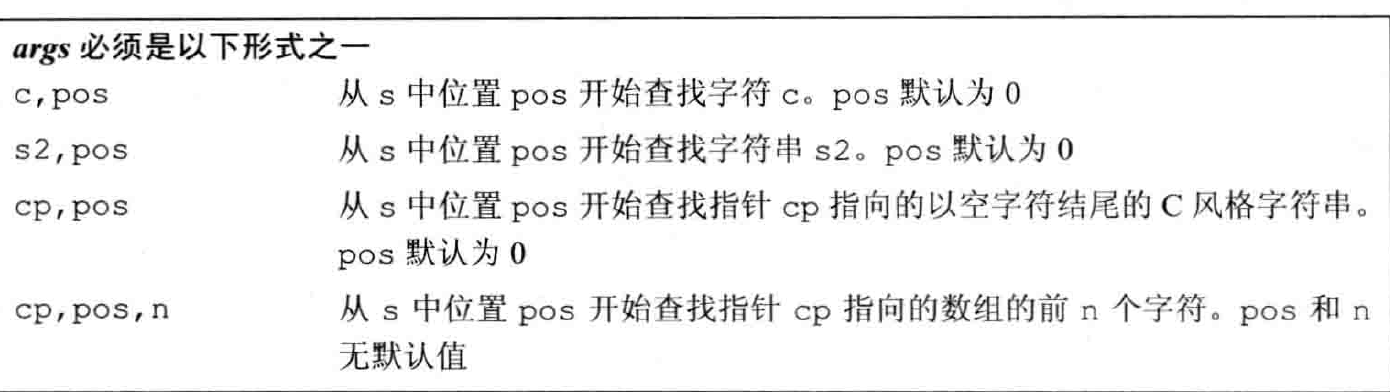 args 必须是以下形式之一
c,pos 从 s 中位置 pos 开始查找字符 c。pos 默认为 0
s2,pos 从 s 中位置 pos 开始查找字符串 s2。pos 默认为 0
cp,pos 从 s 中位置 pos 开始查找指针 cp 指向的以空字符结尾的 C 风格字符串。
pos 默认为 0
cp,pos,n 从 s 中位置 pos 开始查找指针 cp 指向的数组的前 n 个字符。pos 和 n
无默认值